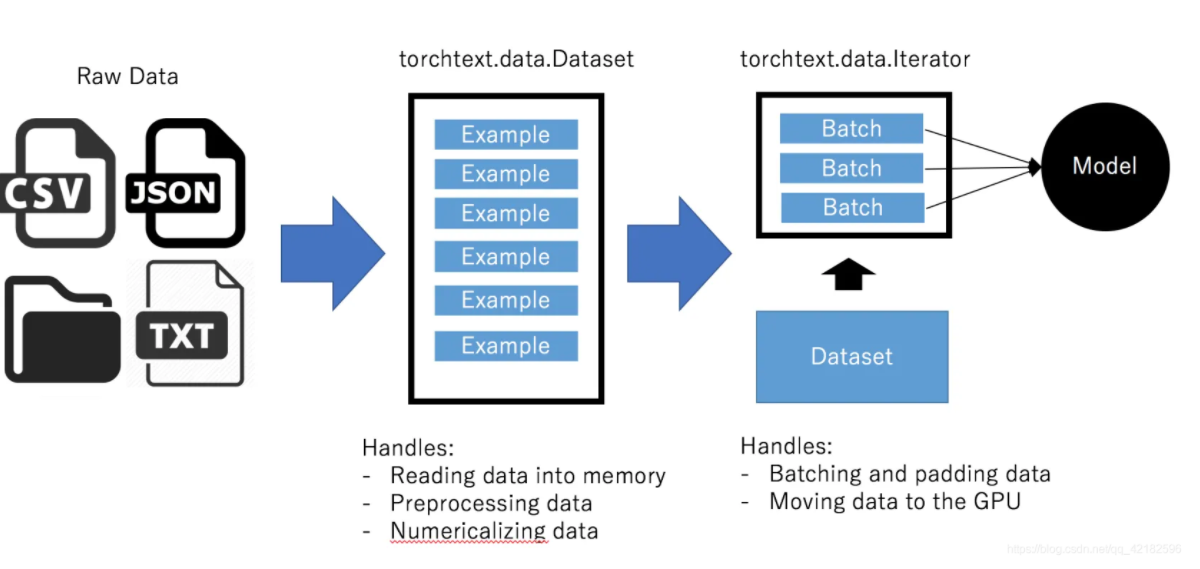 Raw Data
CSV
JSON
TXT
torchtext.data.Dataset
Example
Example
Example
Example
Example
Example
Handles:
- Reading data into memory
- Preprocessing data
- Numericalizing data
torchtext.data.Iterator
Batch
Batch
Batch
Model
Dataset
Handles:
- Batching and padding data
- Moving data to the GPU
https://blog.csdn.net/qq_42182596